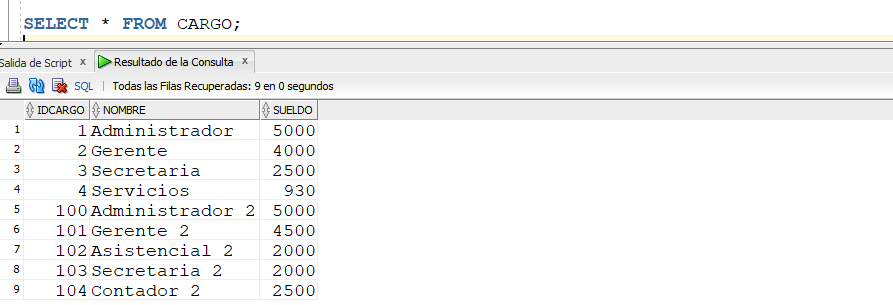 SELECT * FROM CARGO;
Salida de Script x Resultado de la Consulta x
SQL | Todas las Filas Recuperadas: 9 en 0 segundos
IDCARGO NOMBRE SUELDO
1 1 Administrador 5000
2 2 Gerente 4000
3 3 Secretaria 2500
4 4 Servicios 930
5 100 Administrador 2 5000
6 101 Gerente 2 4500
7 102 Asistencial 2 2000
8 103 Secretaria 2 2000
9 104 Contador 2 2500